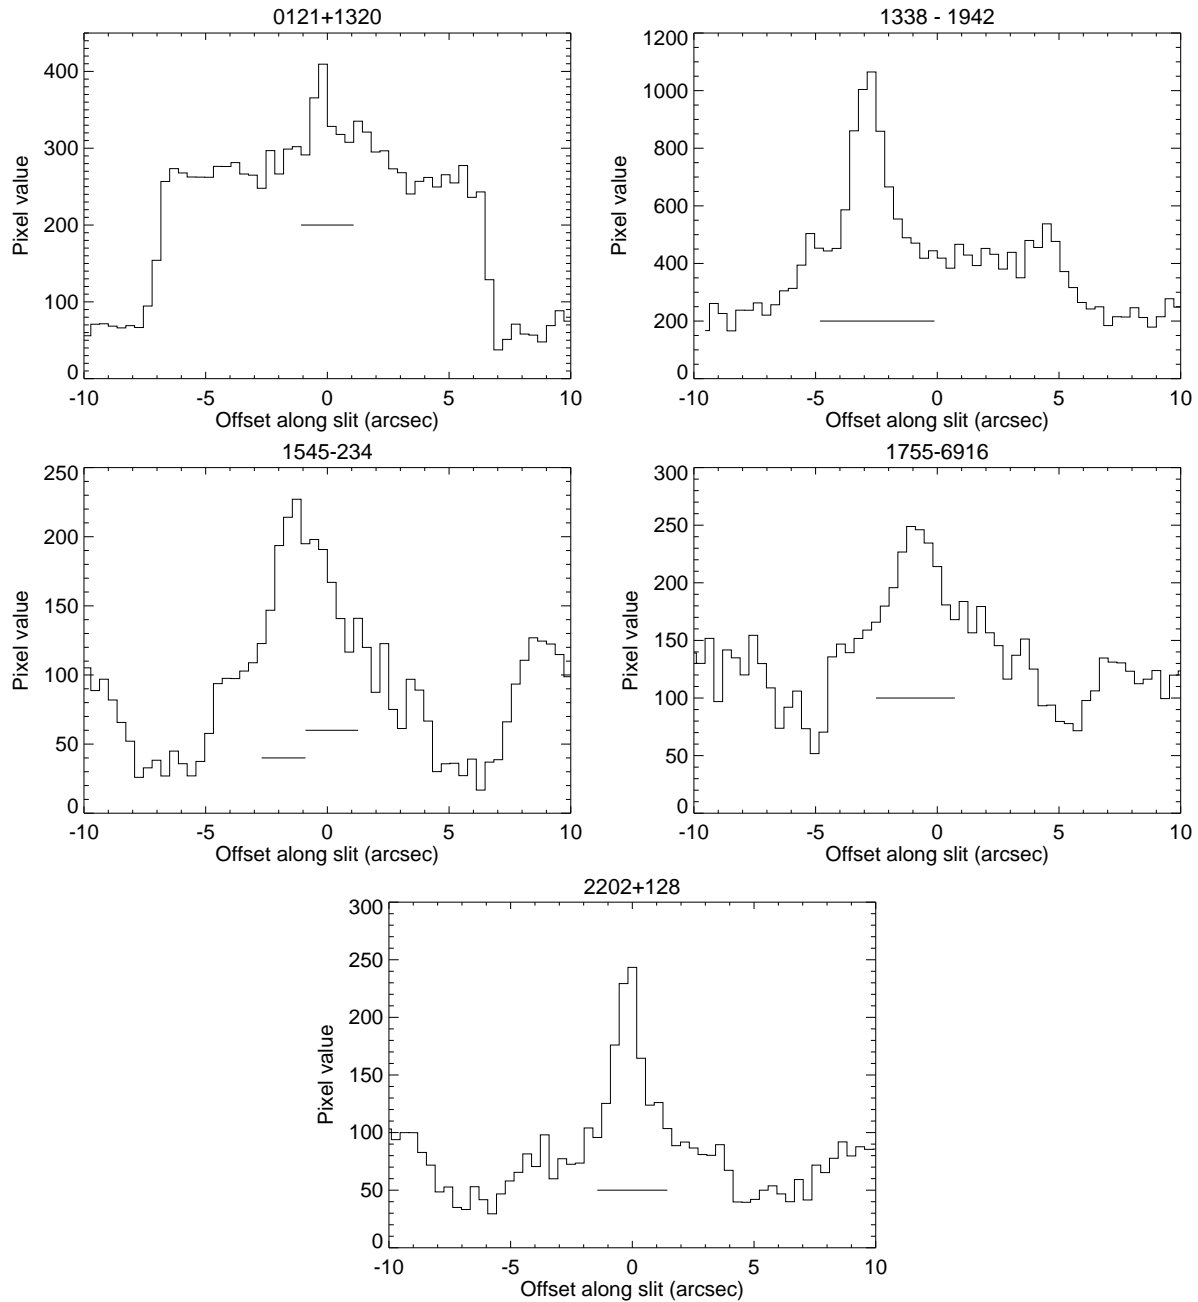 0121+1320
400
300
200
100
0
Pixel value
-10 -5 0 5 10
Offset along slit (arcsec)
1338 - 1942
1200
1000
800
600
400
200
0
Pixel value
-10 -5 0 5 10
Offset along slit (arcsec)
1545-234
250
200
150
100
50
0
Pixel value
-10 -5 0 5 10
Offset along slit (arcsec)
1755-6916
300
250
200
150
100
50
0
Pixel value
-10 -5 0 5 10
Offset along slit (arcsec)
2202+128
300
250
200
150
100
50
0
Pixel value
-10 -5 0 5 10
Offset along slit (arcsec)